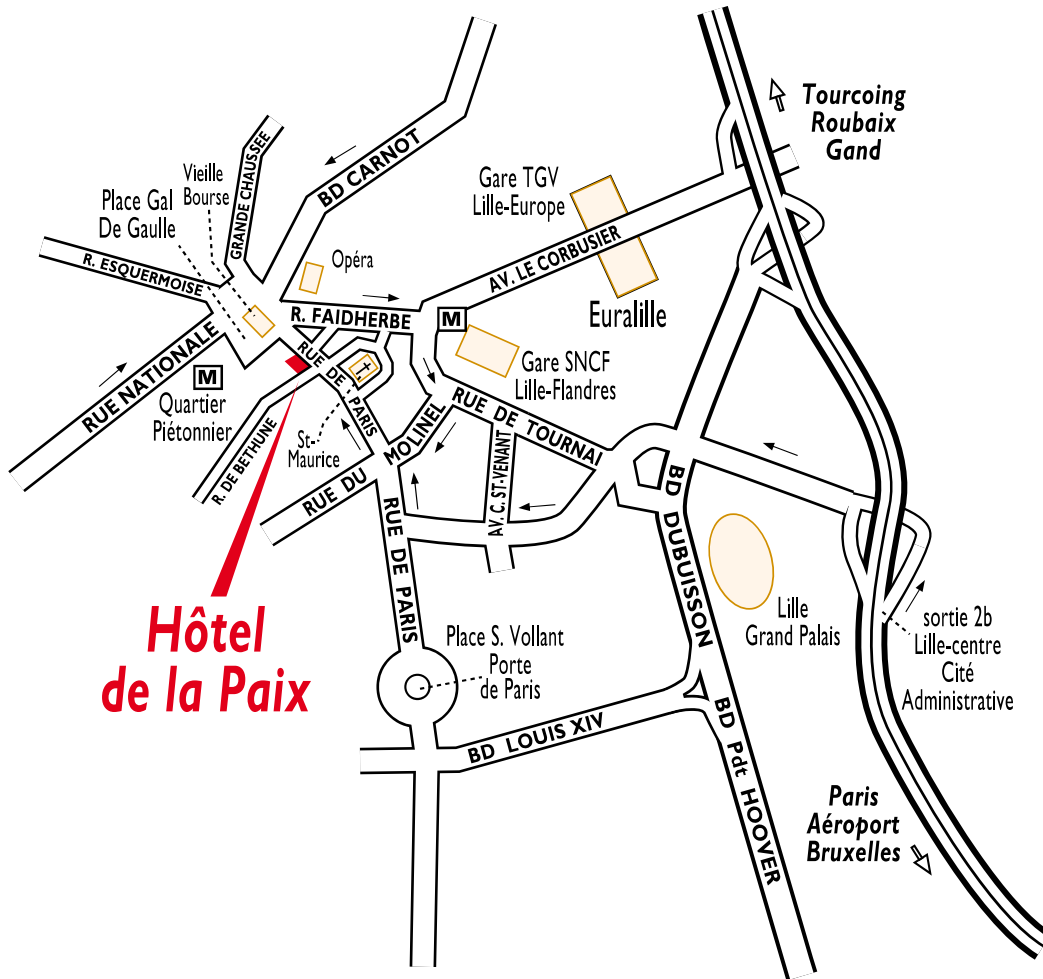 Tourcoing
Roubaix
Gand
BD CARNOT
GRANDE CHAUSSEE
Vieille
Bourse
Place Gal
De Gaulle
Gare TGV
Lille-Europe
R. ESQUERMOISE
Opéra
AV. LE CORBUSIER
Euralille
R. FAIDHERBE
M
Gare SNCF
Lille-Flandres
RUE NATIONALE
M
Quartier
Piétonnier
RUE DE PARIS
St-
Maurice
R. DE BETHUNE
RUE DU MOLINEL
RUE DE TOURNAI
AV. C. ST-VENANT
RUE DE PARIS
BD DUBUISSON
Lille
Grand Palais
sortie 2b
Lille-centre
Cité
Administrative
Hôtel
de la Paix
Place S. Vollant
Porte
de Paris
BD LOUIS XIV
BD Pdt HOOVER
Paris
Aéroport
Bruxelles